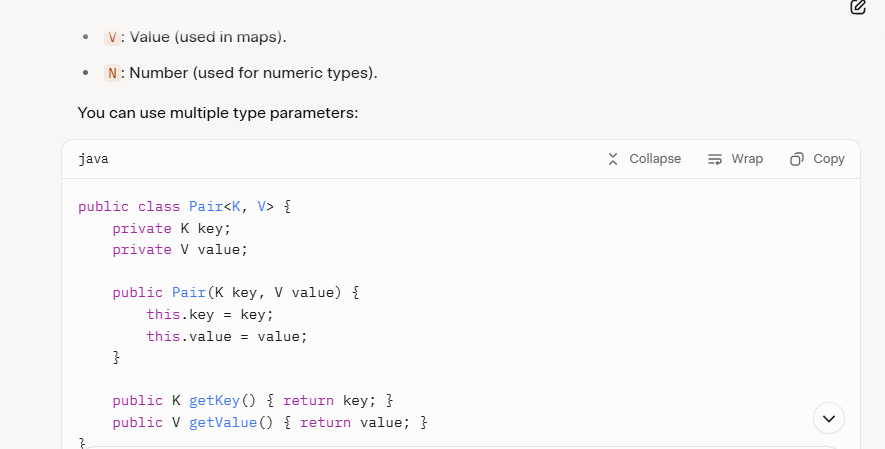 V: Value (used in maps).
N: Number (used for numeric types).
You can use multiple type parameters:
java
Collapse
Wrap
Copy
public class Pair<K, V> {
    private K key;
    private V value;

    public Pair(K key, V value) {
        this.key = key;
        this.value = value;
    }

    public K getKey() { return key; }
    public V getValue() { return value; }
}